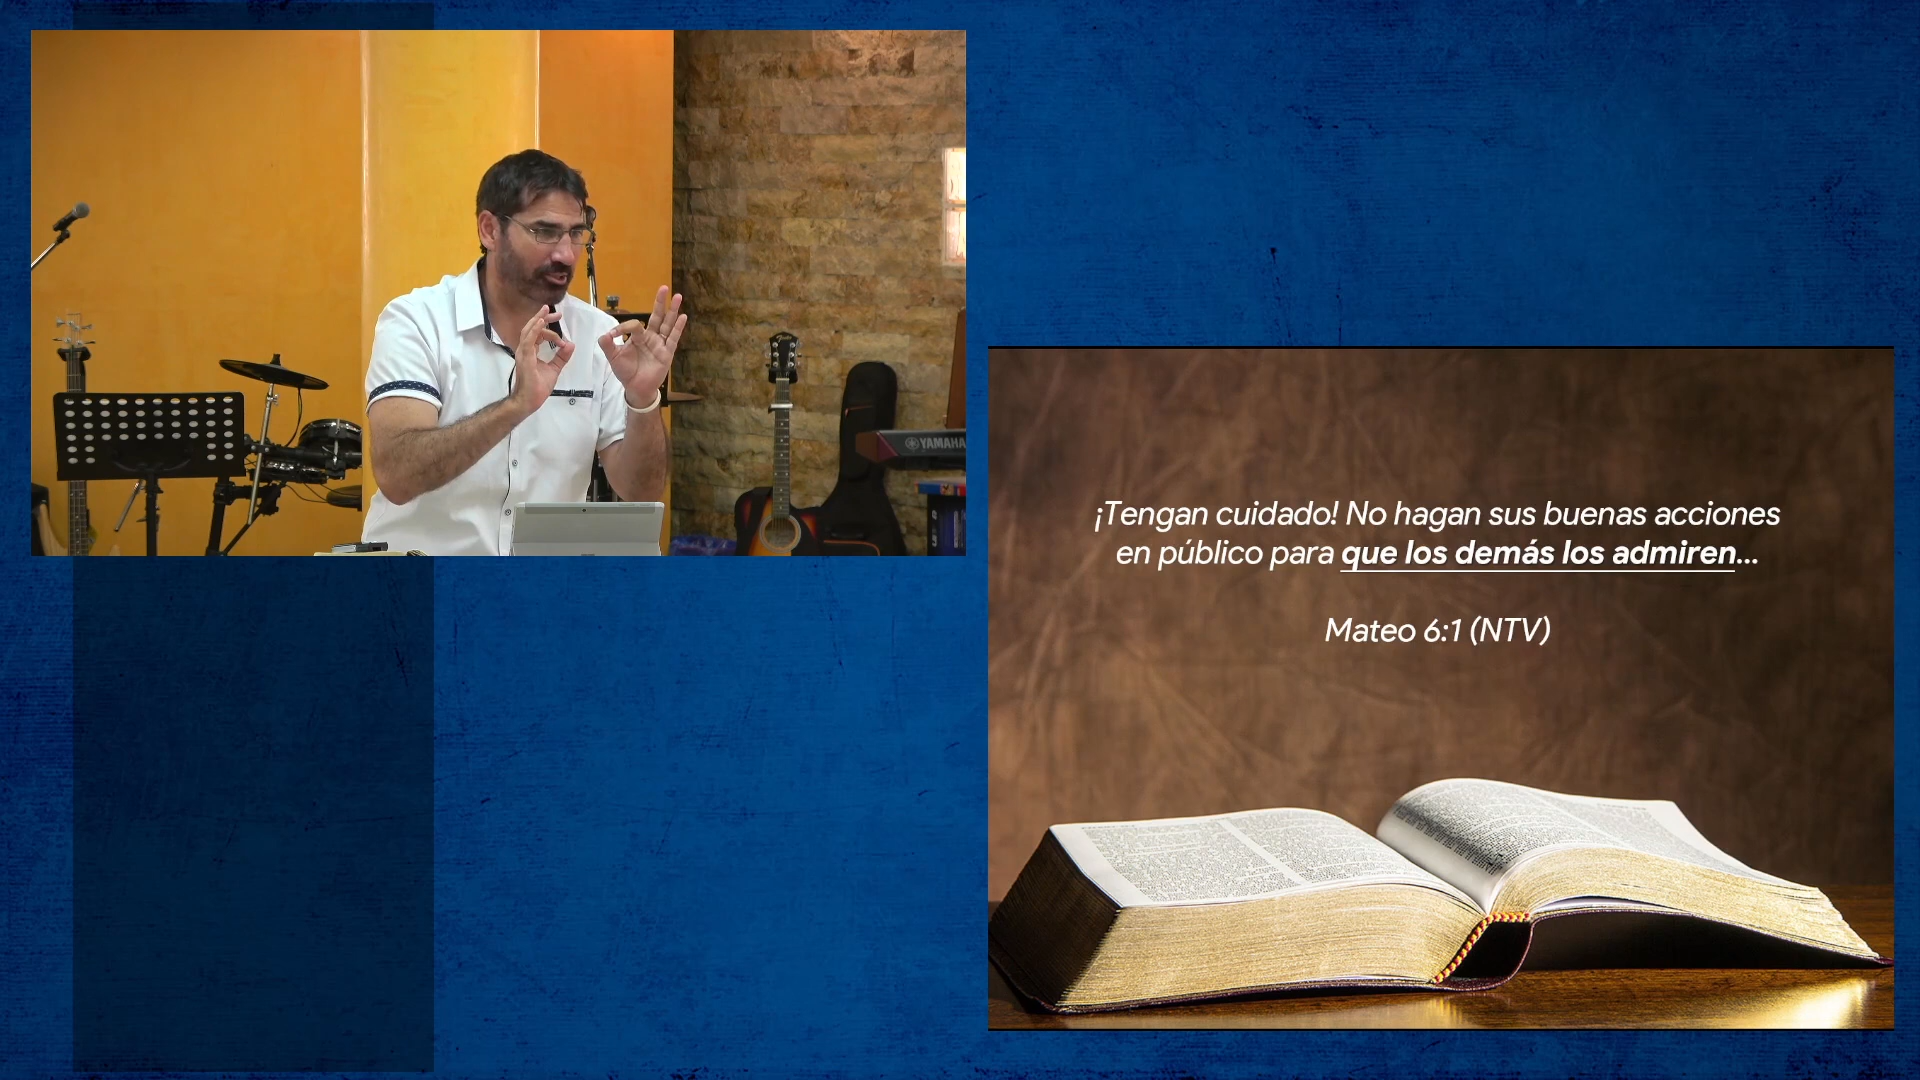 Fender
YAMAHA
¡Tengan cuidado! No hagan sus buenas acciones
en público para que los demás los admiren...
Mateo 6:1 (NTV)